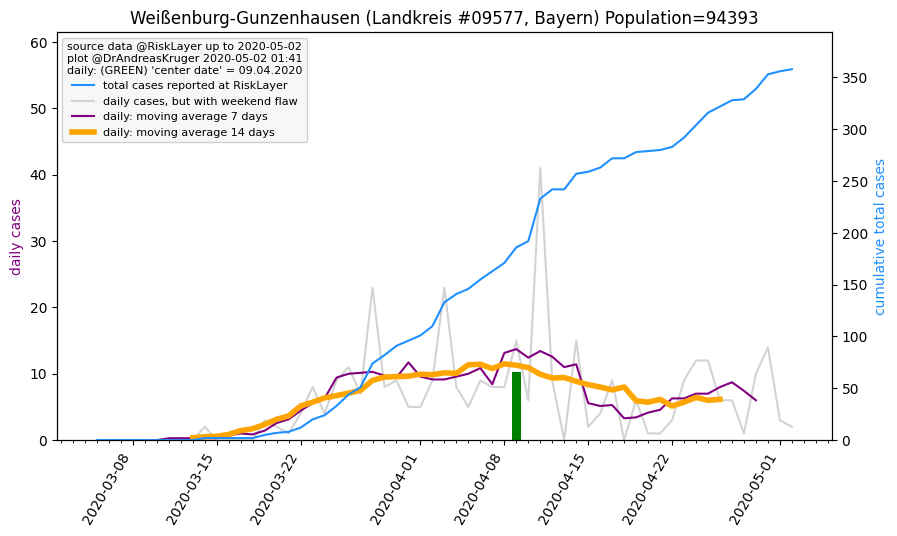 Weißenburg-Gunzenhausen (Landkreis #09577, Bayern) Population=94393
source data @RiskLayer up to 2020-05-02
plot @DrAndreasKruger 2020-05-02 01:41
daily: (GREEN) 'center date' = 09.04.2020
total cases reported at RiskLayer
daily cases, but with weekend flaw
daily: moving average 7 days
daily: moving average 14 days
daily cases
60
50
40
30
20
10
0
350
300
250
200
150
100
50
0
cumulative total cases
2020-03-08
2020-03-15
2020-03-22
2020-04-01
2020-04-08
2020-04-15
2020-04-22
2020-05-01